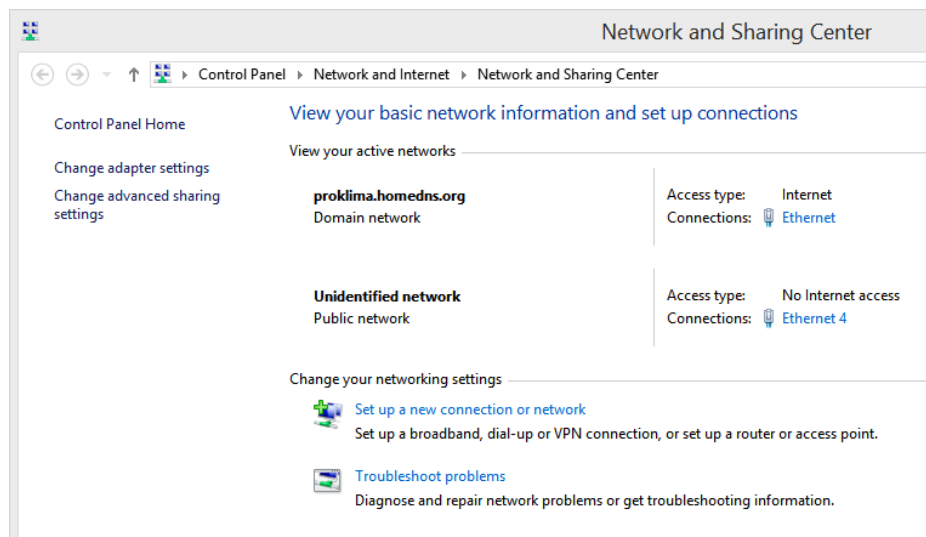 Network and Sharing Center
Control Panel Network and Internet Network and Sharing Center
Control Panel Home
Change adapter settings
Change advanced sharing
settings
View your basic network information and set up connections
View your active networks
proklima.homedns.org
Domain network
Access type: Internet
Connections: Ethernet
Unidentified network
Public network
Access type: No Internet access
Connections: Ethernet 4
Change your networking settings
Set up a new connection or network
Set up a broadband, dial-up or VPN connection, or set up a router or access point.
Troubleshoot problems
Diagnose and repair network problems or get troubleshooting information.